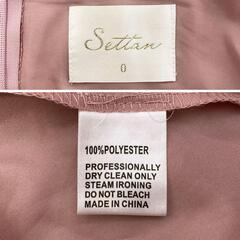 Settan
0
100%POLYESTER
PROFESSIONALLY
DRY CLEAN ONLY
STEAM IRONING
DO NOT BLEACH
MADE IN CHINA